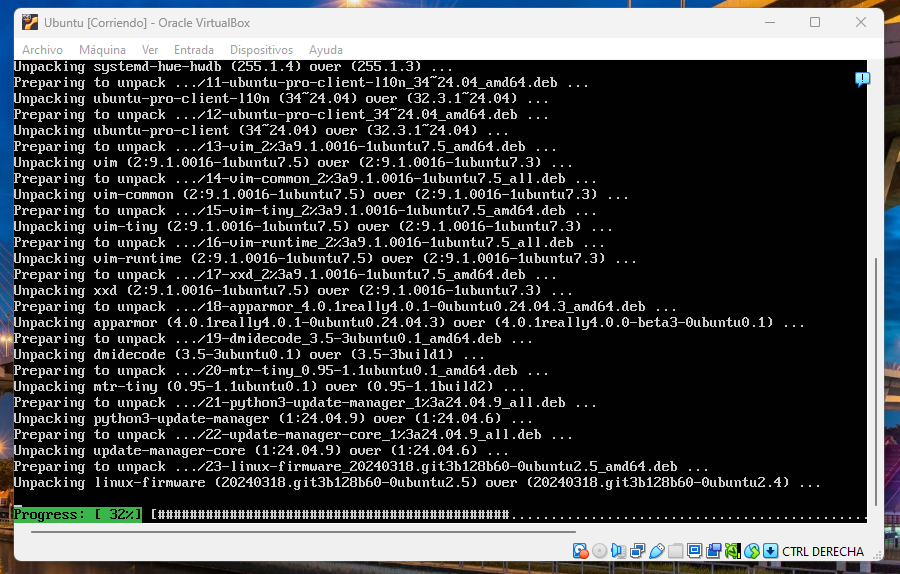 Ubuntu [Corriendo] - Oracle VirtualBox
Archivo Máquina Ver Entrada Dispositivos Ayuda
Unpacking systemd-hwe-hwdb (255.1.4) over (255.1.3) ...
Preparing to unpack .../11-ubuntu-pro-client-l10n_34~24.04_amd64.deb ...
Unpacking ubuntu-pro-client-l10n (34~24.04) over (32.3.1~24.04) ...
Preparing to unpack .../12-ubuntu-pro-client_34~24.04_amd64.deb ...
Unpacking ubuntu-pro-client (34~24.04) over (32.3.1~24.04) ...
Preparing to unpack .../13-vim_2%3a9.1.0016-1ubuntu7.5_amd64.deb ...
Unpacking vim (2:9.1.0016-1ubuntu7.5) over (2:9.1.0016-1ubuntu7.3) ...
Preparing to unpack .../14-vim-common_2%3a9.1.0016-1ubuntu7.5_all.deb ...
Unpacking vim-common (2:9.1.0016-1ubuntu7.5) over (2:9.1.0016-1ubuntu7.3) ...
Preparing to unpack .../15-vim-tiny_2%3a9.1.0016-1ubuntu7.5_amd64.deb ...
Unpacking vim-tiny (2:9.1.0016-1ubuntu7.5) over (2:9.1.0016-1ubuntu7.3) ...
Preparing to unpack .../16-vim-runtime_2%3a9.1.0016-1ubuntu7.5_all.deb ...
Unpacking vim-runtime (2:9.1.0016-1ubuntu7.5) over (2:9.1.0016-1ubuntu7.3) ...
Preparing to unpack .../17-xxd_2%3a9.1.0016-1ubuntu7.5_amd64.deb ...
Unpacking xxd (2:9.1.0016-1ubuntu7.5) over (2:9.1.0016-1ubuntu7.3) ...
Preparing to unpack .../18-apparmor_4.0.1really4.0.1-0ubuntu0.24.04.3_amd64.deb ...
Unpacking apparmor (4.0.1really4.0.1-0ubuntu0.24.04.3) over (4.0.1really4.0.0-beta3-0ubuntu0.1) ...
Preparing to unpack .../19-dmidecode_3.5-3ubuntu0.1_amd64.deb ...
Unpacking dmidecode (3.5-3ubuntu0.1) over (3.5-3build1) ...
Preparing to unpack .../20-mtr-tiny_0.95-1.1ubuntu0.1_amd64.deb ...
Unpacking mtr-tiny (0.95-1.1ubuntu0.1) over (0.95-1.1build2) ...
Preparing to unpack .../21-python3-update-manager_1%3a24.04.9_all.deb ...
Unpacking python3-update-manager (1:24.04.9) over (1:24.04.6) ...
Preparing to unpack .../22-update-manager-core_1%3a24.04.9_all.deb ...
Unpacking update-manager-core (1:24.04.9) over (1:24.04.6) ...
Preparing to unpack .../23-linux-firmware_20240318.git3b128b60-0ubuntu2.5_amd64.deb ...
Unpacking linux-firmware (20240318.git3b128b60-0ubuntu2.5) over (20240318.git3b128b60-0ubuntu2.4) ...
Progress: [ 32%] [############################################.............................................
CTRL DERECHA